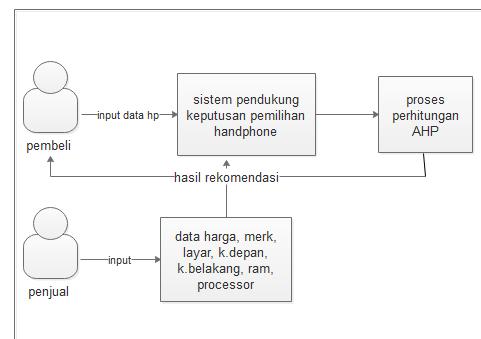 pembeli
input data hp
sistem pendukung
keputusan pemilihan
handphone
proses
perhitungan
AHP
hasil rekomendasi
penjual
input
data harga, merk,
layar, k.depan,
k.belakang, ram,
processor